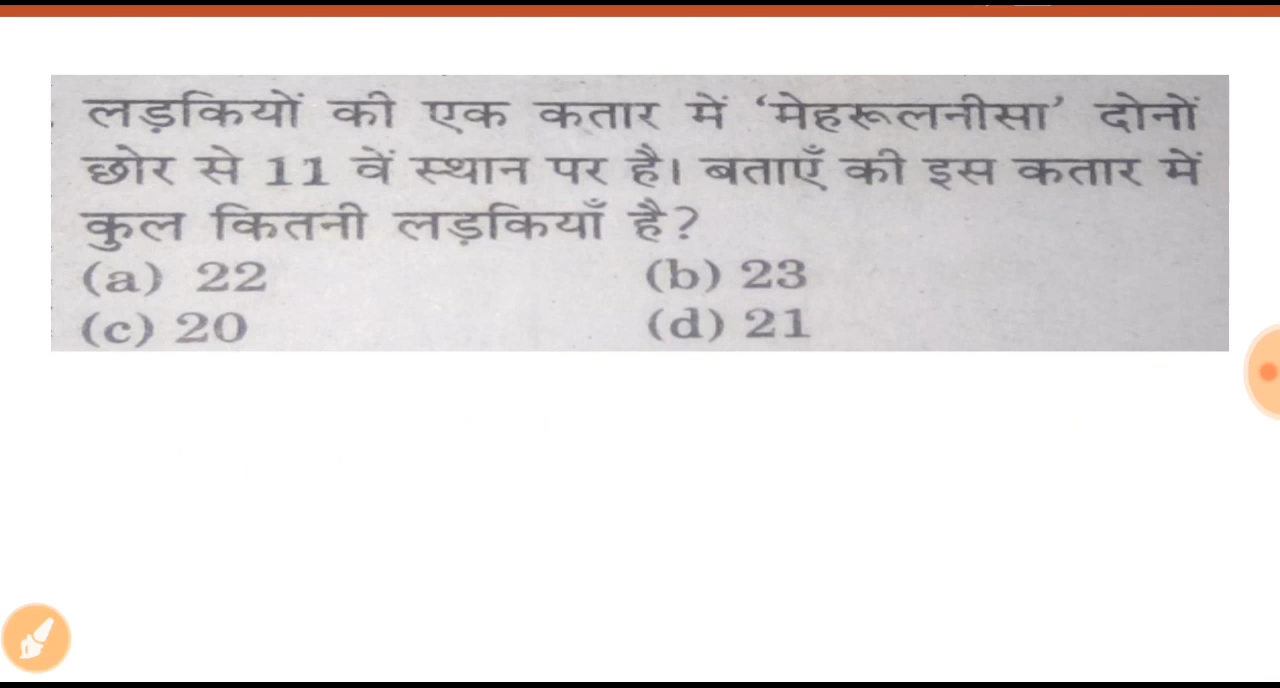 लड़कियों की एक कतार में ‘मेहरूलनीसा’ दोनों
छोर से 11 वें स्थान पर है। बताएँ की इस कतार में
कुल कितनी लड़कियाँ है?
(a) 22 (b) 23
(c) 20 (d) 21